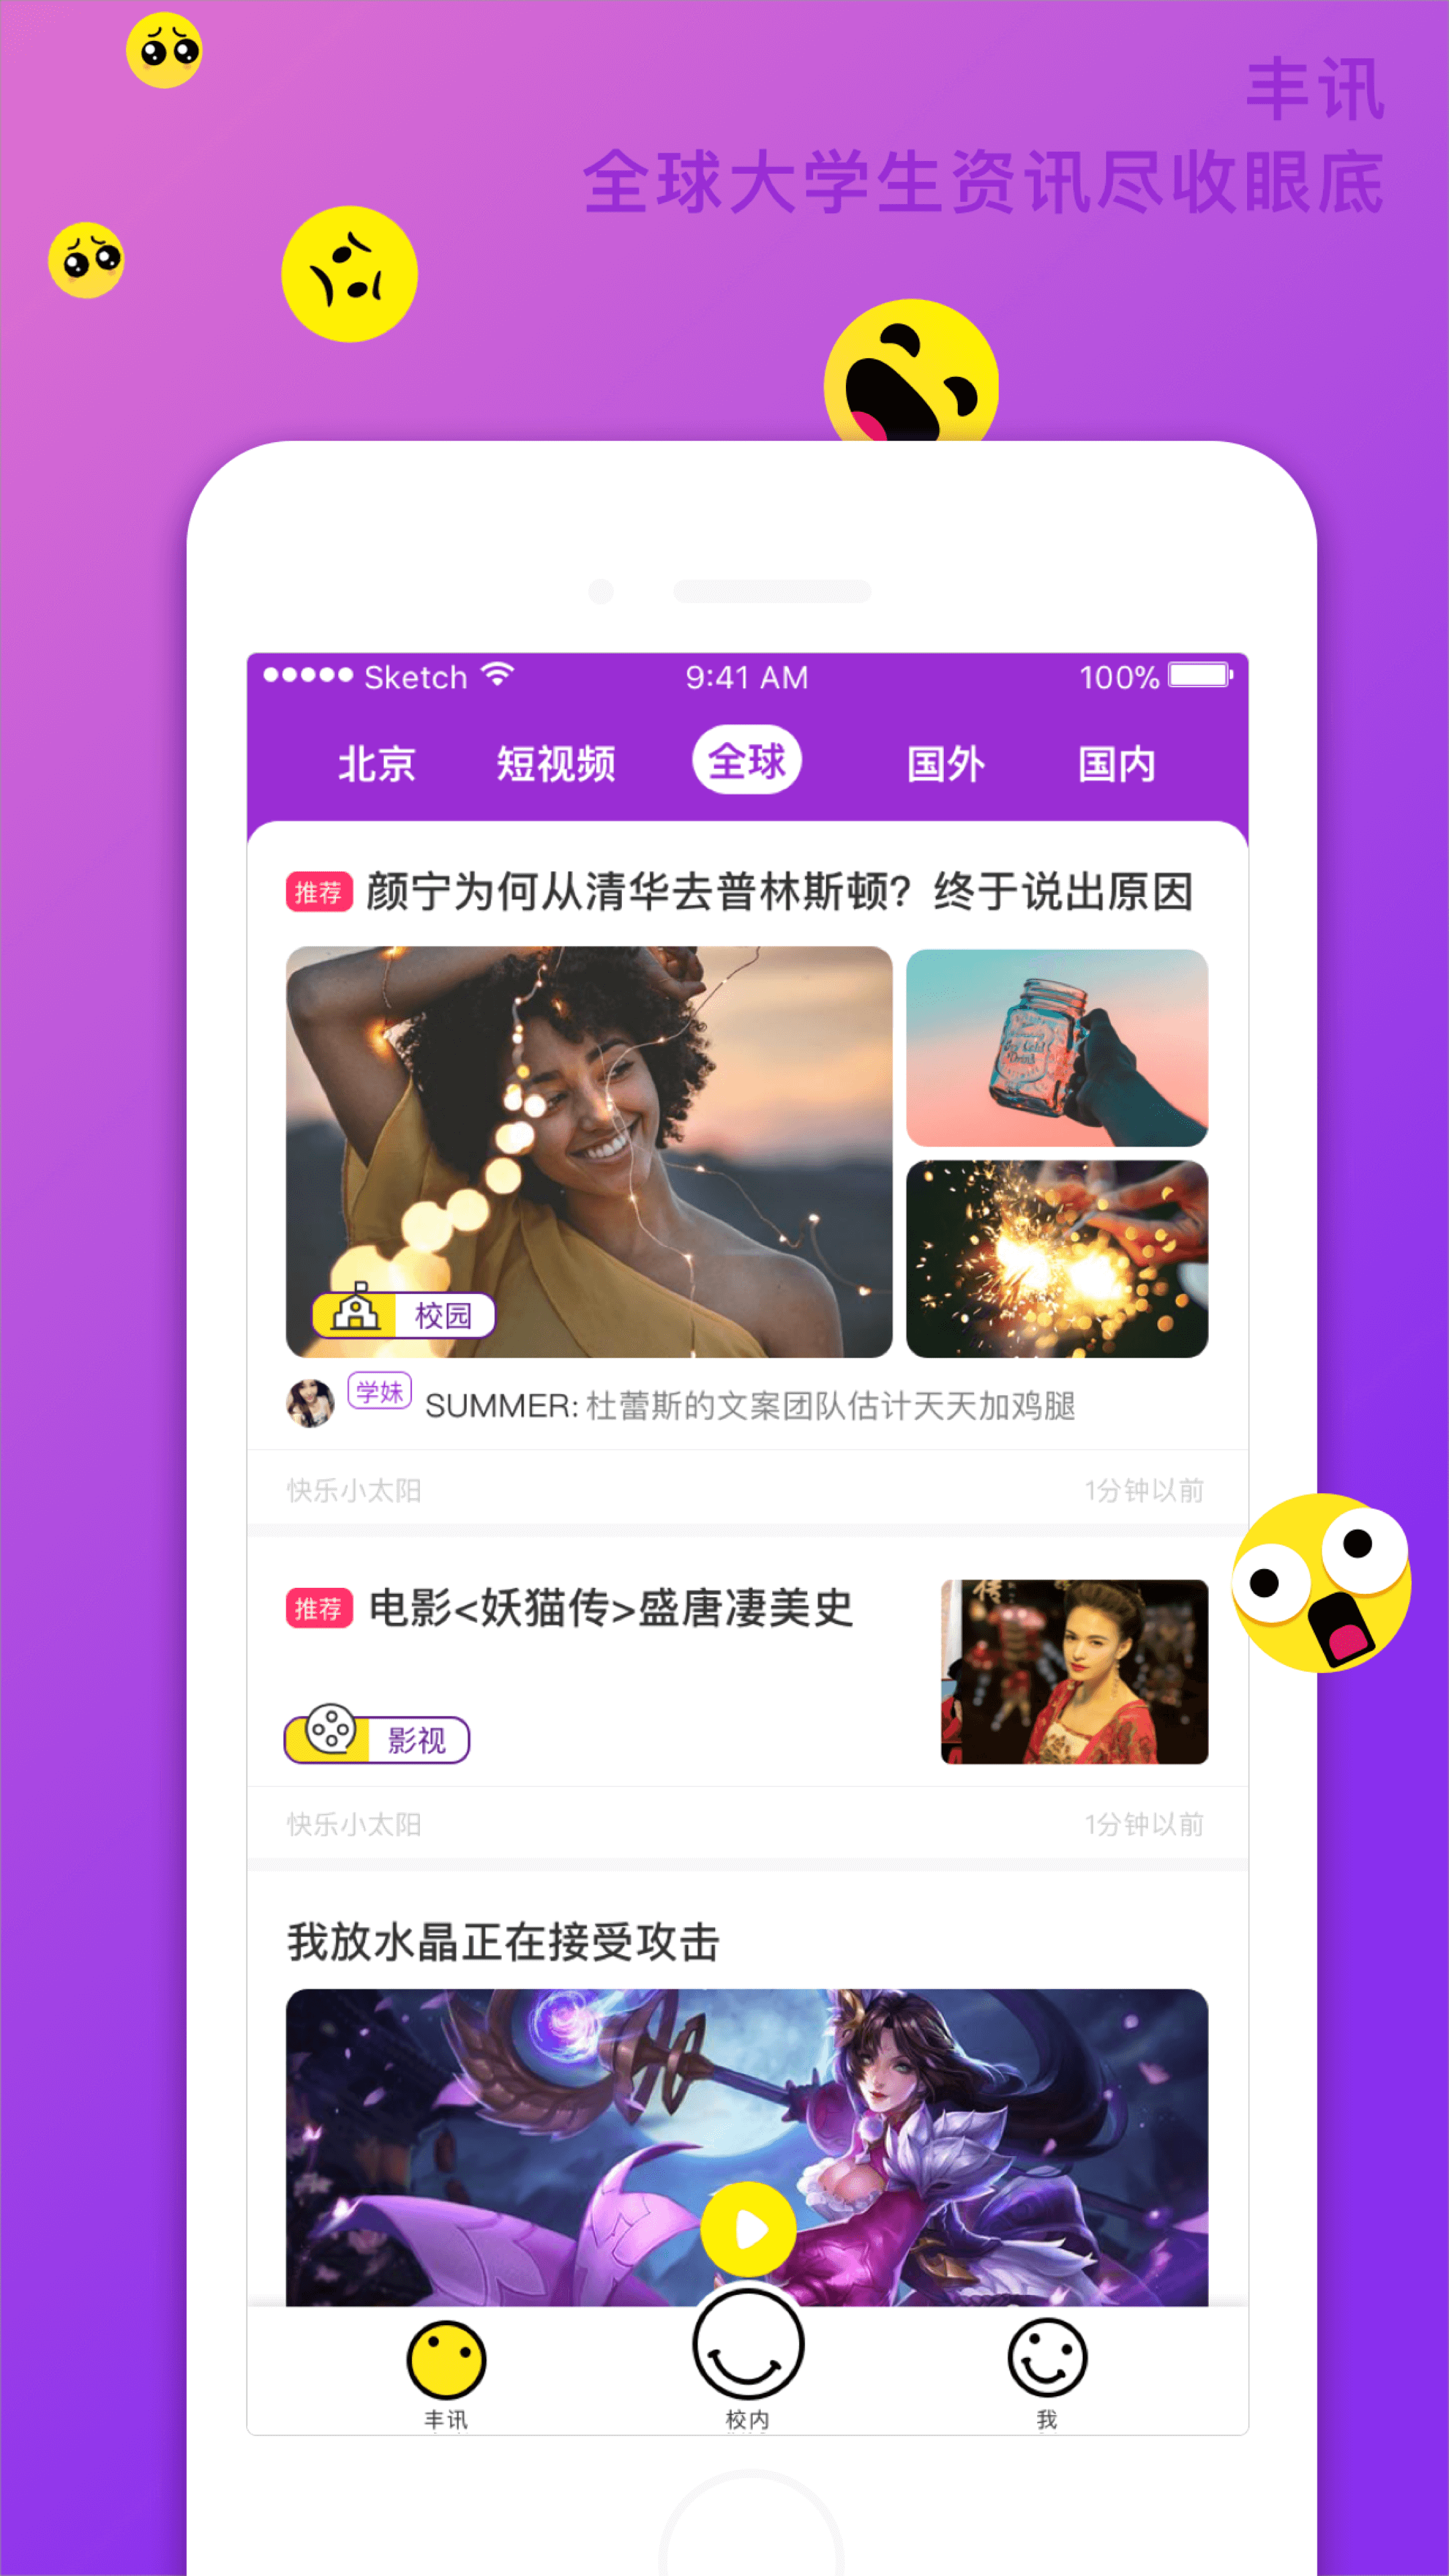 丰讯
全球大学生资讯尽收眼底
Sketch 9:41 AM 100%
北京 短视频 全球 国外 国内
推荐 颜宁为何从清华去普林斯顿？终于说出原因
校园
学妹 SUMMER: 杜蕾斯的文案团队估计天天加鸡腿
快乐小太阳 1分钟以前
推荐 电影<妖猫传>盛唐凄美史
影视
快乐小太阳 1分钟以前
我放水晶正在接受攻击
丰讯 校内 我